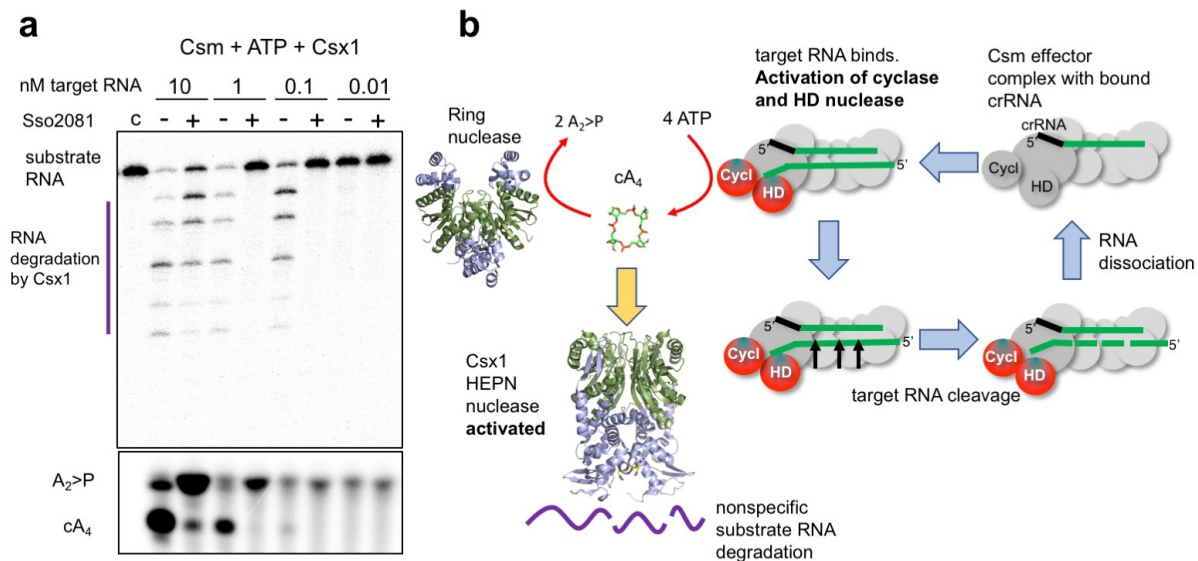 a
Csm + ATP + Csx1
nM target RNA 10 1 0.1 0.01
Sso2081 c - + - + - + - +
substrate
RNA
RNA
degradation
by Csx1
A₂>P
cA₄
b
Ring
nuclease
2 A₂>P
4 ATP
cA₄
Csx1
HEPN
nuclease
activated
nonspecific
substrate RNA
degradation
target RNA binds.
Activation of cyclase
and HD nuclease
5’
5’
Cycl
HD
Csm effector
complex with bound
crRNA
crRNA
5’
Cycl
HD
5’
5’
Cycl
HD
target RNA cleavage
5’
5’
Cycl
HD
RNA
dissociation